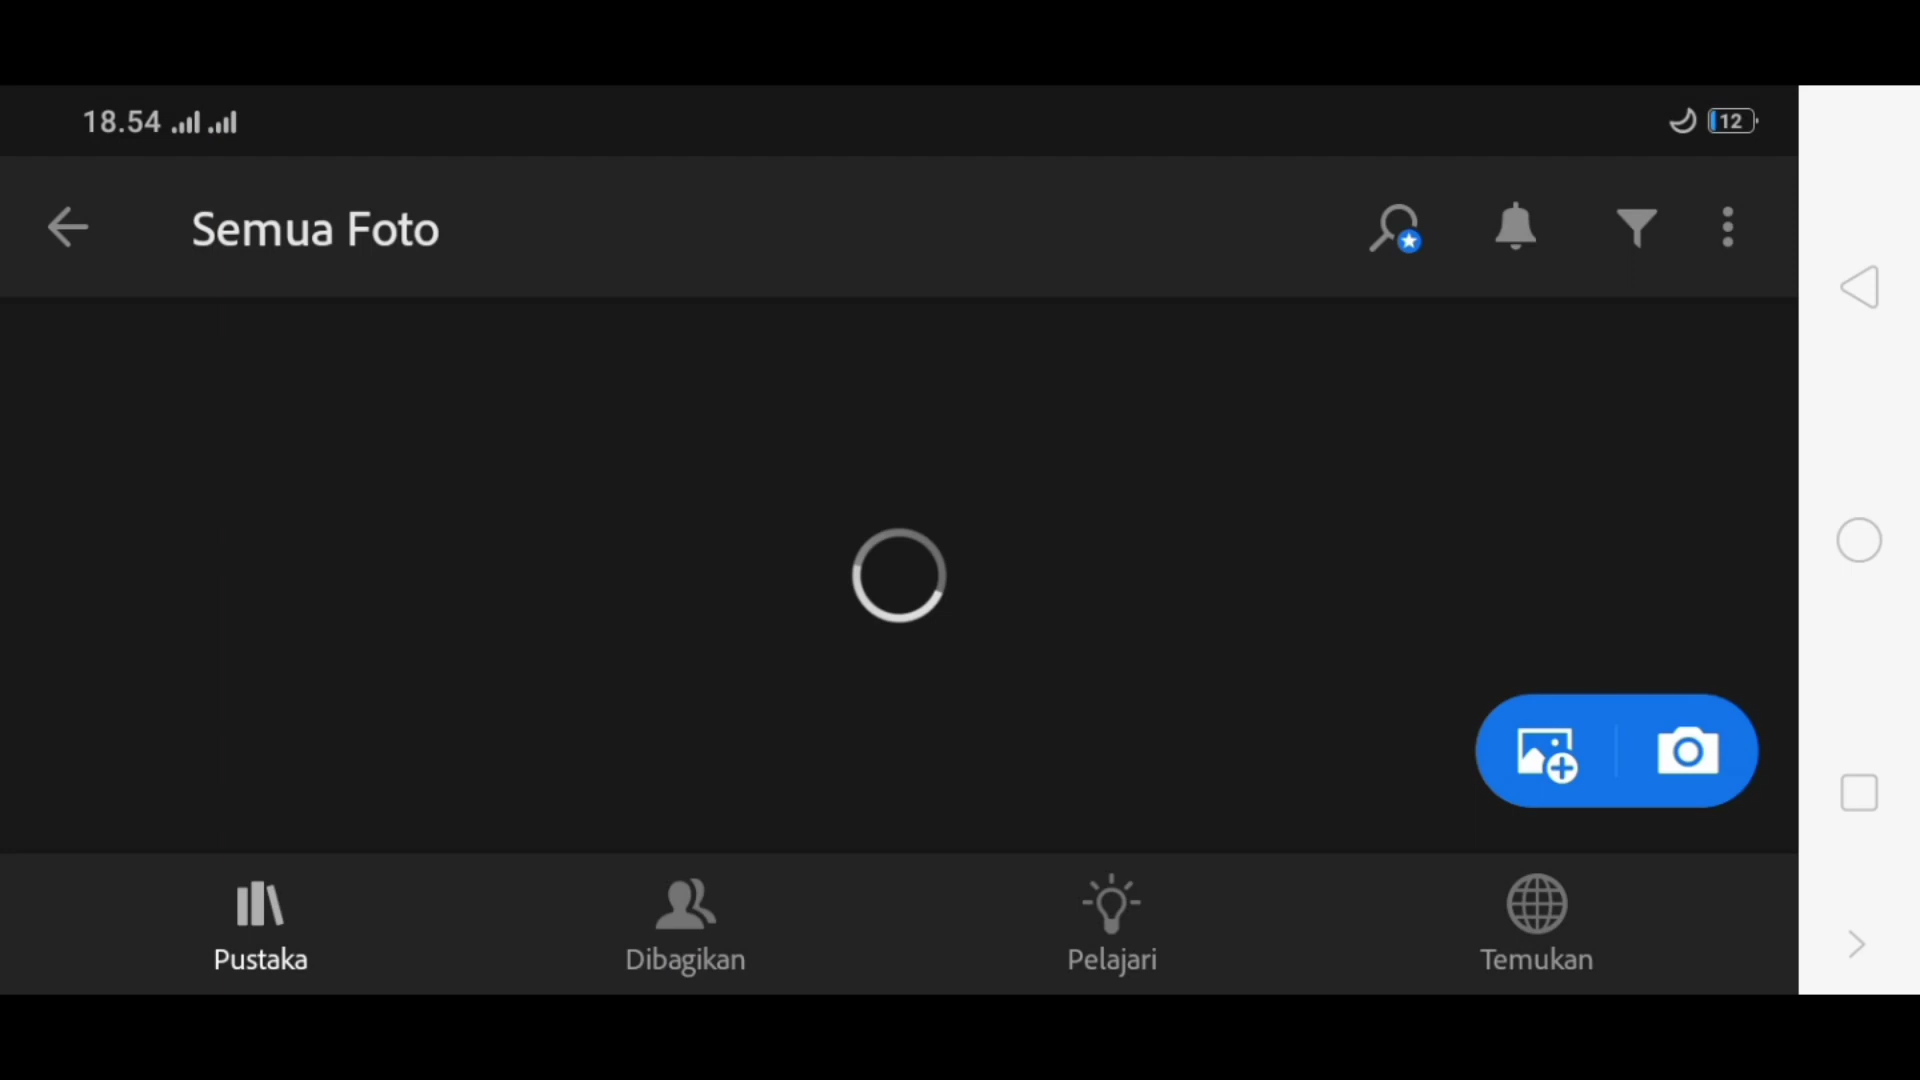 18.54
12
Semua Foto
Pustaka
Dibagikan
Pelajari
Temukan